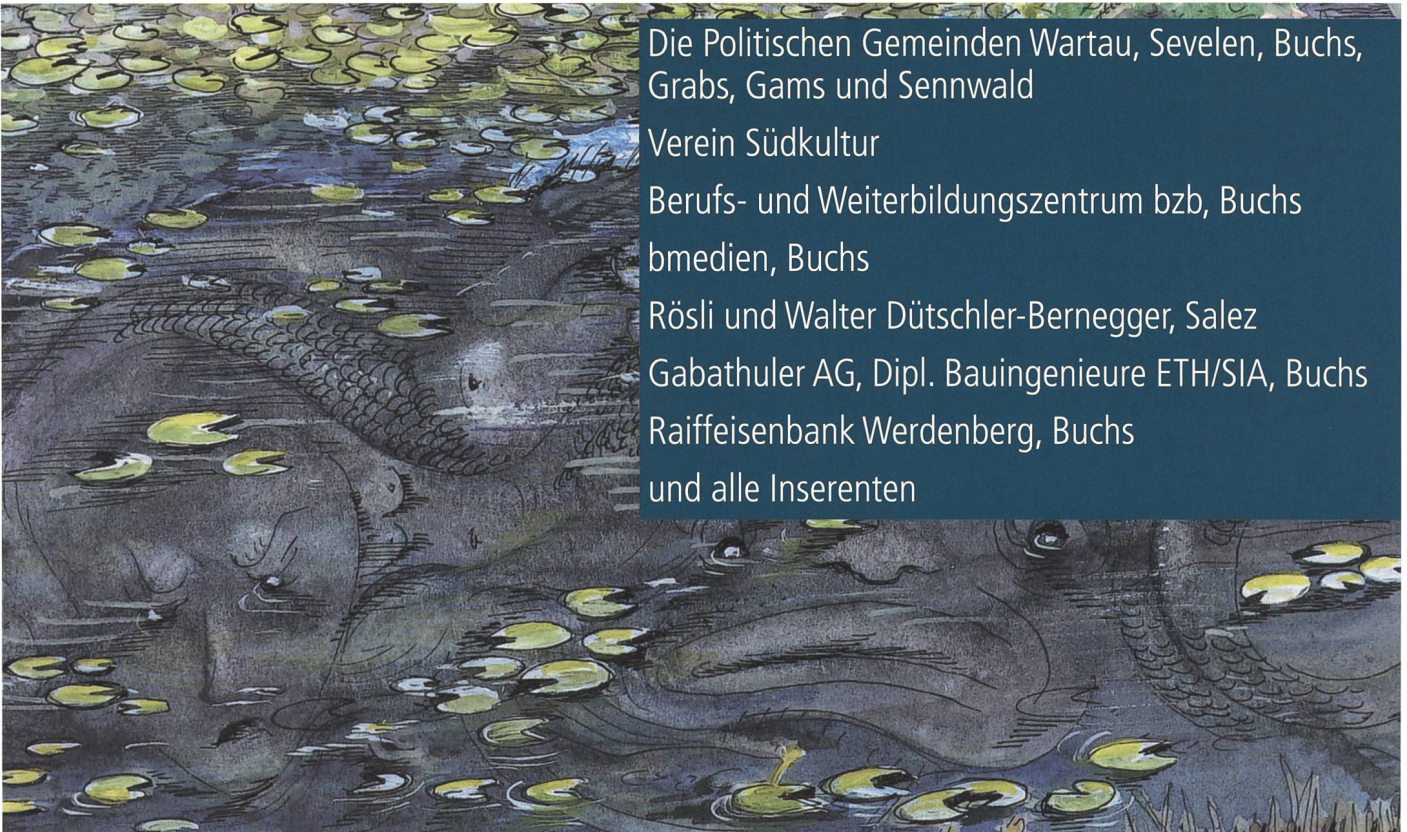 Die Politischen Gemeinden Wartau, Sevelen, Buchs,
Grabs, Gams und Sennwald
Verein Südkultur
Berufs- und Weiterbildungszentrum bzb, Buchs
bmedien, Buchs
Rösli und Walter Dütschler-Bernegger, Salez
Gabathuler AG, Dipl. Bauingenieure ETH/SIA, Buchs
Raiffeisenbank Werdenberg, Buchs
und alle Inserenten